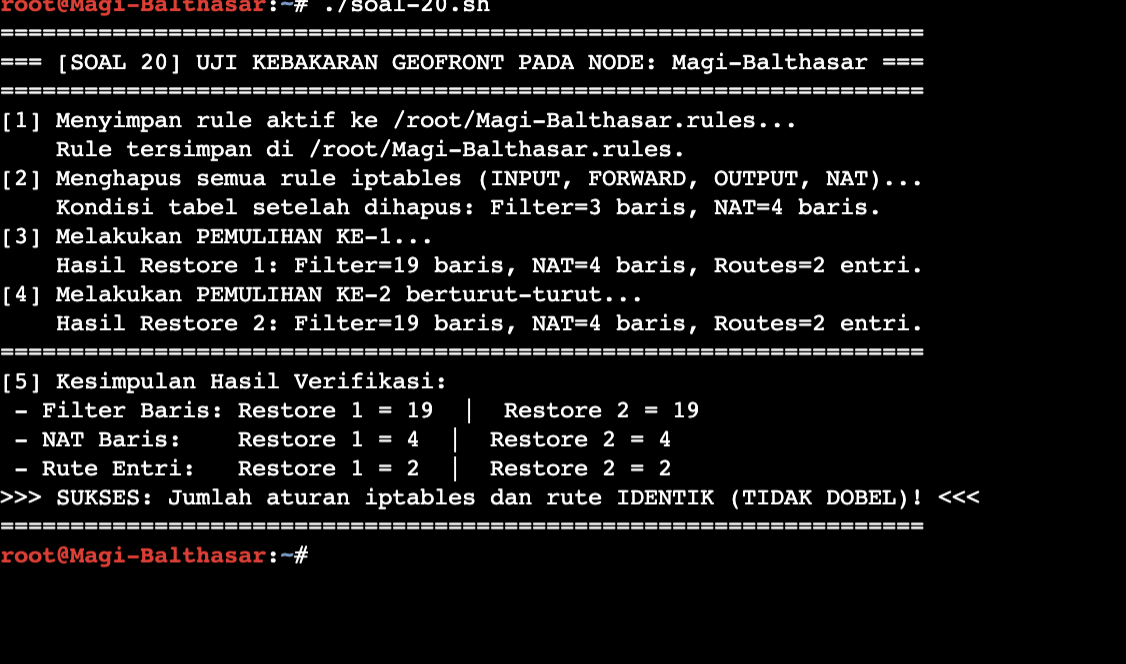 root@Magi-Balthasar:~# ./soal-20.sh
==================================================================
=== [SOAL 20] UJI KEBAKARAN GEOFRONT PADA NODE: Magi-Balthasar ===
==================================================================
[1] Menyimpan rule aktif ke /root/Magi-Balthasar.rules...
    Rule tersimpan di /root/Magi-Balthasar.rules.
[2] Menghapus semua rule iptables (INPUT, FORWARD, OUTPUT, NAT)...
    Kondisi tabel setelah dihapus: Filter=3 baris, NAT=4 baris.
[3] Melakukan PEMULIHAN KE-1...
    Hasil Restore 1: Filter=19 baris, NAT=4 baris, Routes=2 entri.
[4] Melakukan PEMULIHAN KE-2 berturut-turut...
    Hasil Restore 2: Filter=19 baris, NAT=4 baris, Routes=2 entri.
==================================================================
[5] Kesimpulan Hasil Verifikasi:
 - Filter Baris: Restore 1 = 19  |  Restore 2 = 19
 - NAT Baris:    Restore 1 = 4  |  Restore 2 = 4
 - Rute Entri:   Restore 1 = 2  |  Restore 2 = 2
>>> SUKSES: Jumlah aturan iptables dan rute IDENTIK (TIDAK DOBEL)! <<<
==================================================================
root@Magi-Balthasar:~#